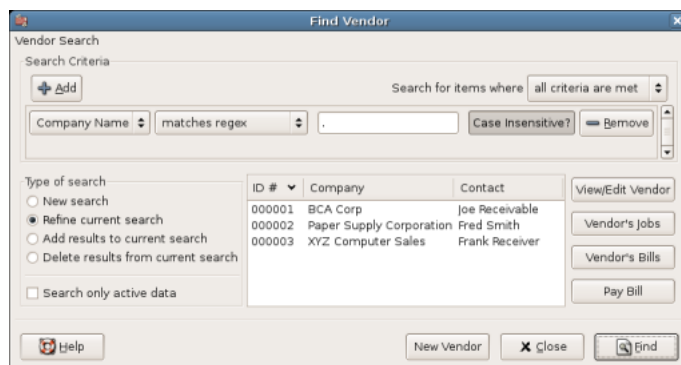 Find Vendor
Vendor Search
Search Criteria
Add
Search for items where all criteria are met
Company Name matches regex . Case Insensitive? Remove
Type of search
New search
Refine current search
Add results to current search
Delete results from current search
Search only active data
ID # Company Contact
000001 BCA Corp Joe Receivable
000002 Paper Supply Corporation Fred Smith
000003 XYZ Computer Sales Frank Receiver
View/Edit Vendor
Vendor's Jobs
Vendor's Bills
Pay Bill
Help
New Vendor
Close
Find